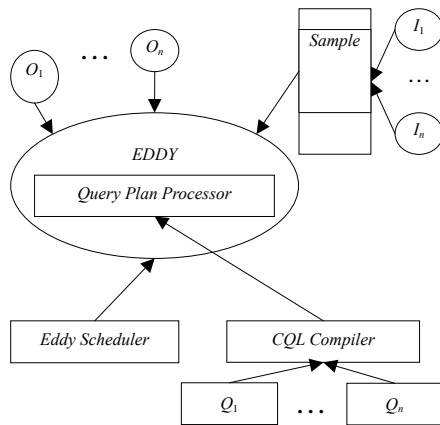 Sample
I1
O1
...
On
...
In
EDDY
Query Plan Processor
Eddy Scheduler
CQL Compiler
Q1
...
Qn